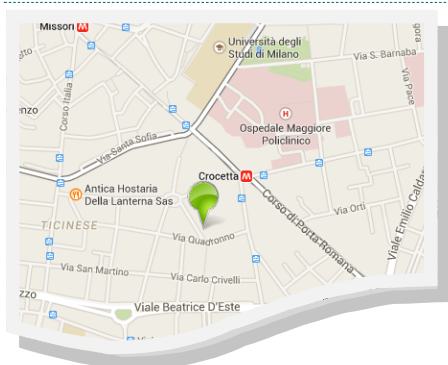 Missori M
Università degli
Studi di Milano
Via S. Barnaba
Via Pace
Corso Italia
H
Ospedale Maggiore
Policlinico
Via Santa Sofia
Crocetta M
Antica Hostaria
Della Lanterna Sas
Corso di Porta Romana
Via Orti
TICINESE
Via Quadronno
Via San Martino
Via Carlo Crivelli
Viale Beatrice D'Este